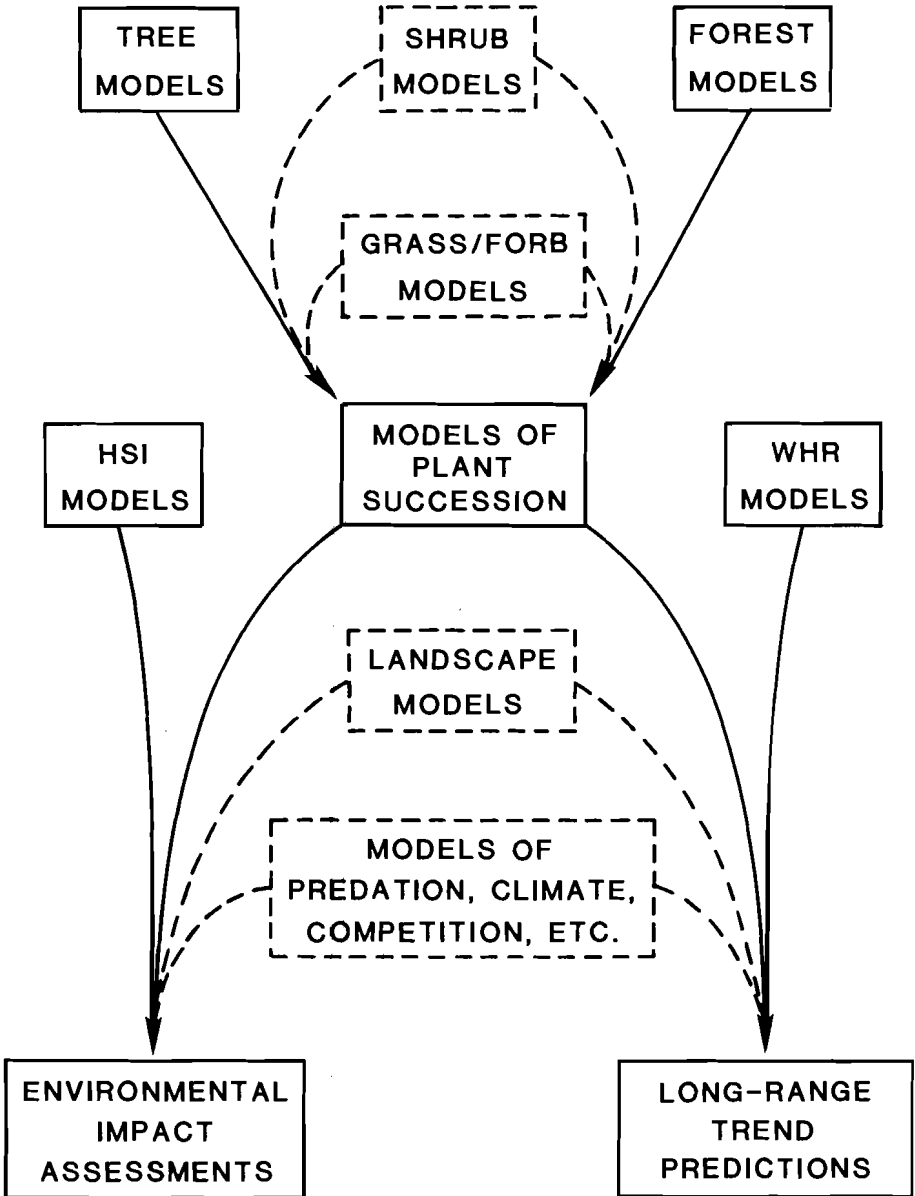 TREE
MODELS
SHRUB
MODELS
FOREST
MODELS
GRASS/FORB
MODELS
HSI
MODELS
MODELS OF
PLANT
SUCCESSION
WHR
MODELS
LANDSCAPE
MODELS
MODELS OF
PREDATION, CLIMATE,
COMPETITION, ETC.
ENVIRONMENTAL
IMPACT
ASSESSMENTS
LONG-RANGE
TREND
PREDICTIONS